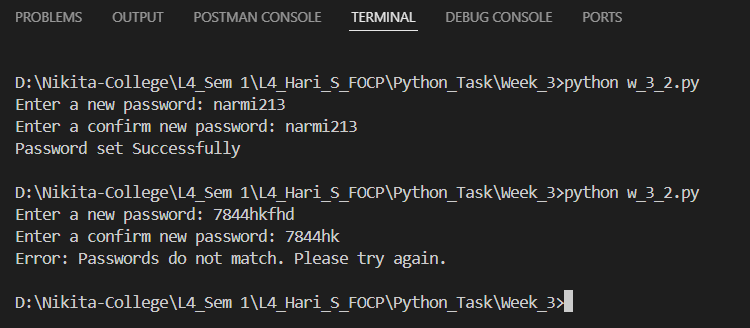 PROBLEMS OUTPUT POSTMAN CONSOLE TERMINAL DEBUG CONSOLE PORTS
D:\Nikita-College\L4_Sem 1\L4_Hari_S_FOCP\Python_Task\Week_3>python w_3_2.py
Enter a new password: narmi213
Enter a confirm new password: narmi213
Password set Successfully
D:\Nikita-College\L4_Sem 1\L4_Hari_S_FOCP\Python_Task\Week_3>python w_3_2.py
Enter a new password: 7844hkfhd
Enter a confirm new password: 7844hk
Error: Passwords do not match. Please try again.
D:\Nikita-College\L4_Sem 1\L4_Hari_S_FOCP\Python_Task\Week_3>